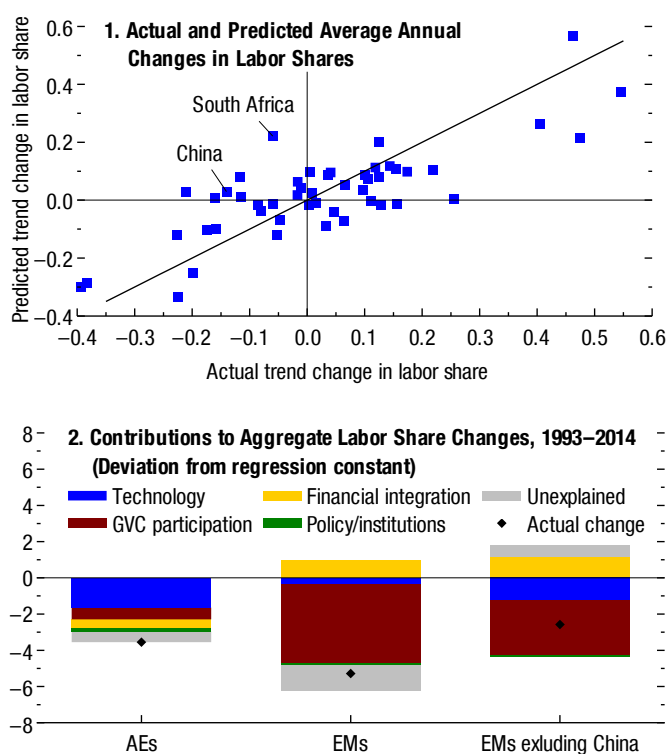 1. Actual and Predicted Average Annual
Changes in Labor Shares
Predicted trend change in labor share
0.6
0.4
0.2
0.0
−0.2
−0.4
South Africa
China
−0.4 −0.3 −0.2 −0.1 0.0 0.1 0.2 0.3 0.4 0.5 0.6
Actual trend change in labor share
2. Contributions to Aggregate Labor Share Changes, 1993–2014
(Deviation from regression constant)
Technology Financial integration Unexplained
GVC participation Policy/institutions Actual change
8
6
4
2
0
−2
−4
−6
−8
AEs EMs EMs exluding China